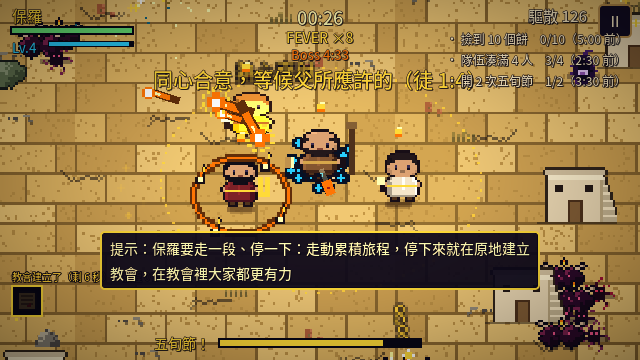 保羅
Lv.4
00:26
FEVER ×8
Boss 4:33
驅散 126
· 撿到 10 個餅 0/10 (5:00 前)
· 隊伍湊滿 4 人 3/4 (2:30 前)
開 2 次五旬節 1/2 (3:30 前)
同心合意，等候父所應許的（徒 1:4）
提示：保羅要走一段、停一下：走動累積旅程，停下來就在原地建立
教會，在教會裡大家都更有力
教會建立了（剩 6 秒
五旬節！